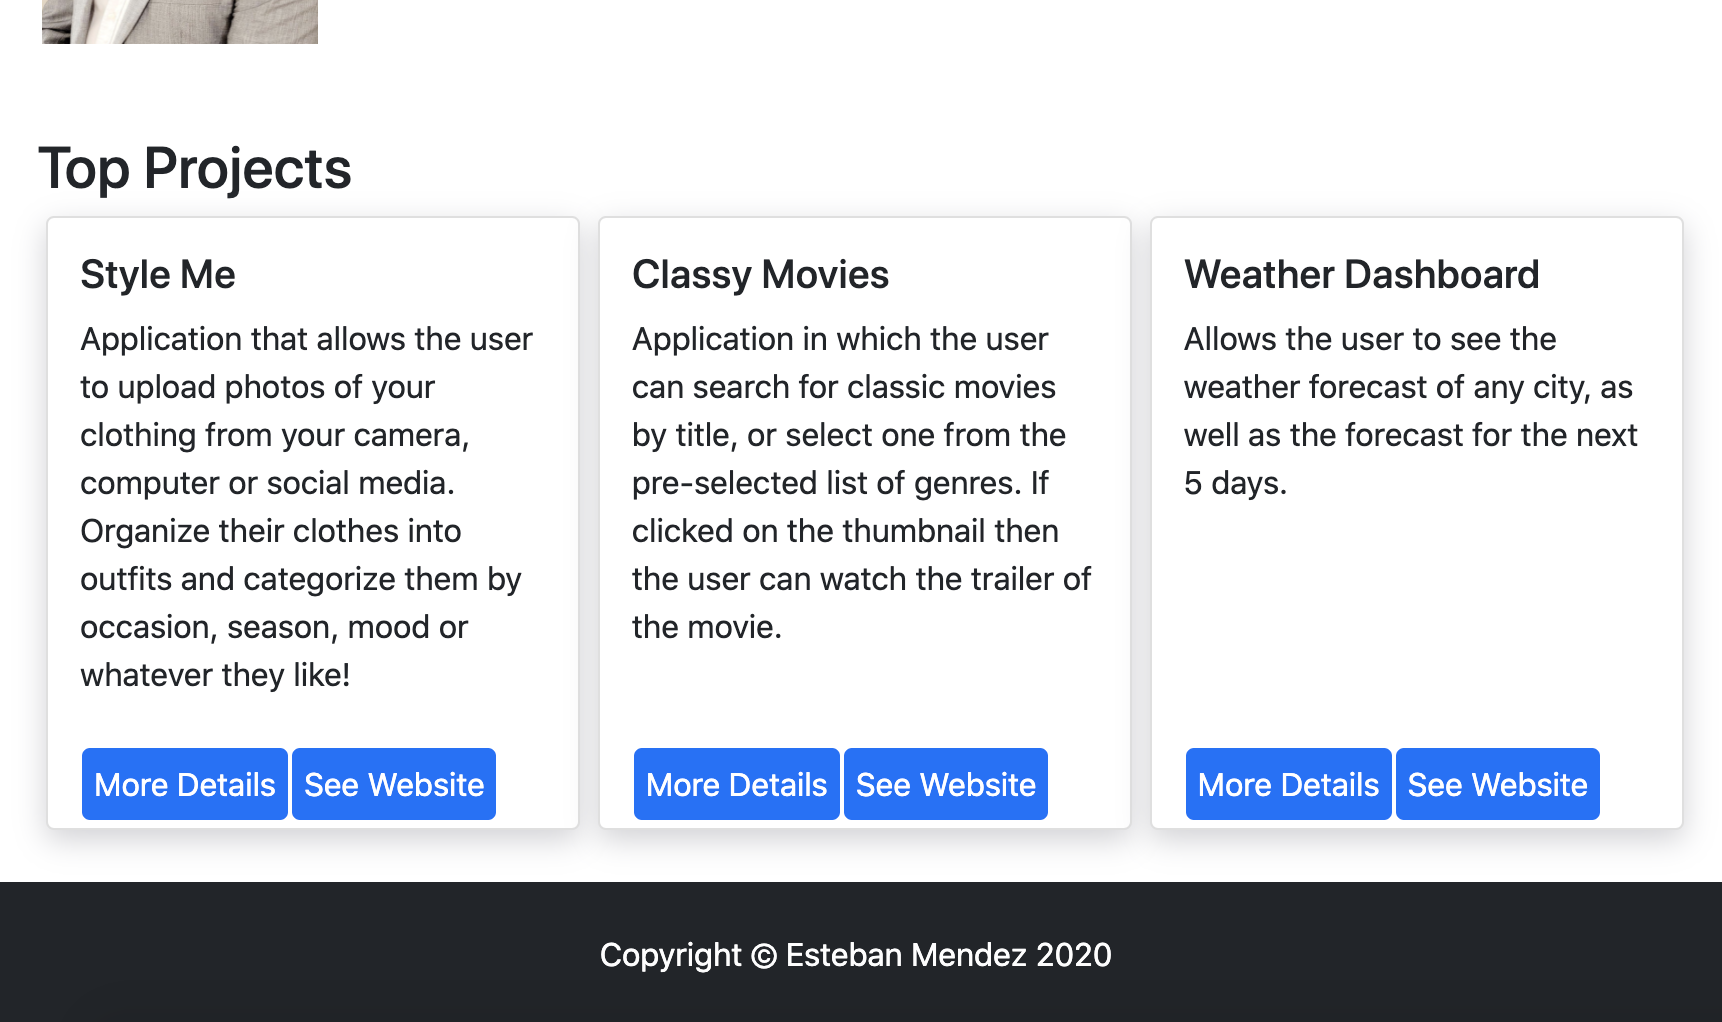 Top Projects
Style Me
Application that allows the user
to upload photos of your
clothing from your camera,
computer or social media.
Organize their clothes into
outfits and categorize them by
occasion, season, mood or
whatever they like!
More Details
See Website
Classy Movies
Application in which the user
can search for classic movies
by title, or select one from the
pre-selected list of genres. If
clicked on the thumbnail then
the user can watch the trailer of
the movie.
More Details
See Website
Weather Dashboard
Allows the user to see the
weather forecast of any city, as
well as the forecast for the next
5 days.
More Details
See Website
Copyright © Esteban Mendez 2020